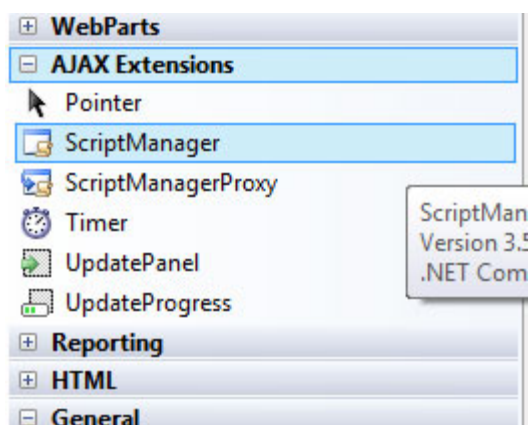 WebParts
AJAX Extensions
Pointer
ScriptManager
ScriptManagerProxy
Timer
UpdatePanel
UpdateProgress
ScriptMan
Version 3.5
.NET Com
Reporting
HTML
General